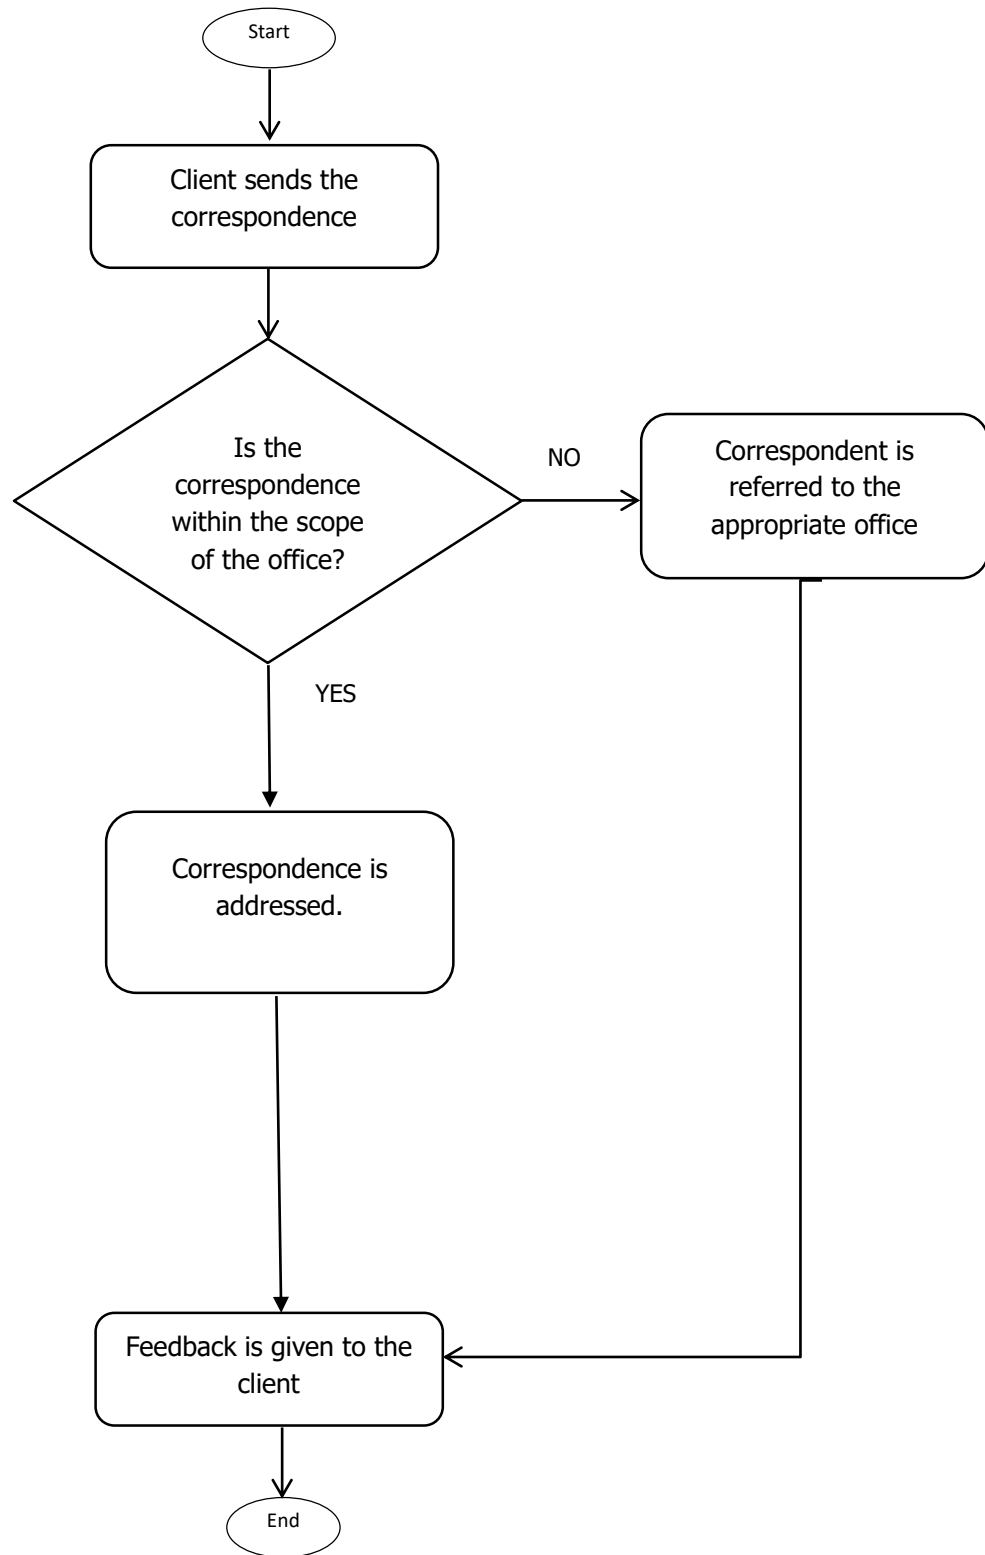 Start
Client sends the
correspondence
Is the
correspondence
within the scope
of the office?
NO
Correspondent is
referred to the
appropriate office
YES
Correspondence is
addressed.
Feedback is given to the
client
End